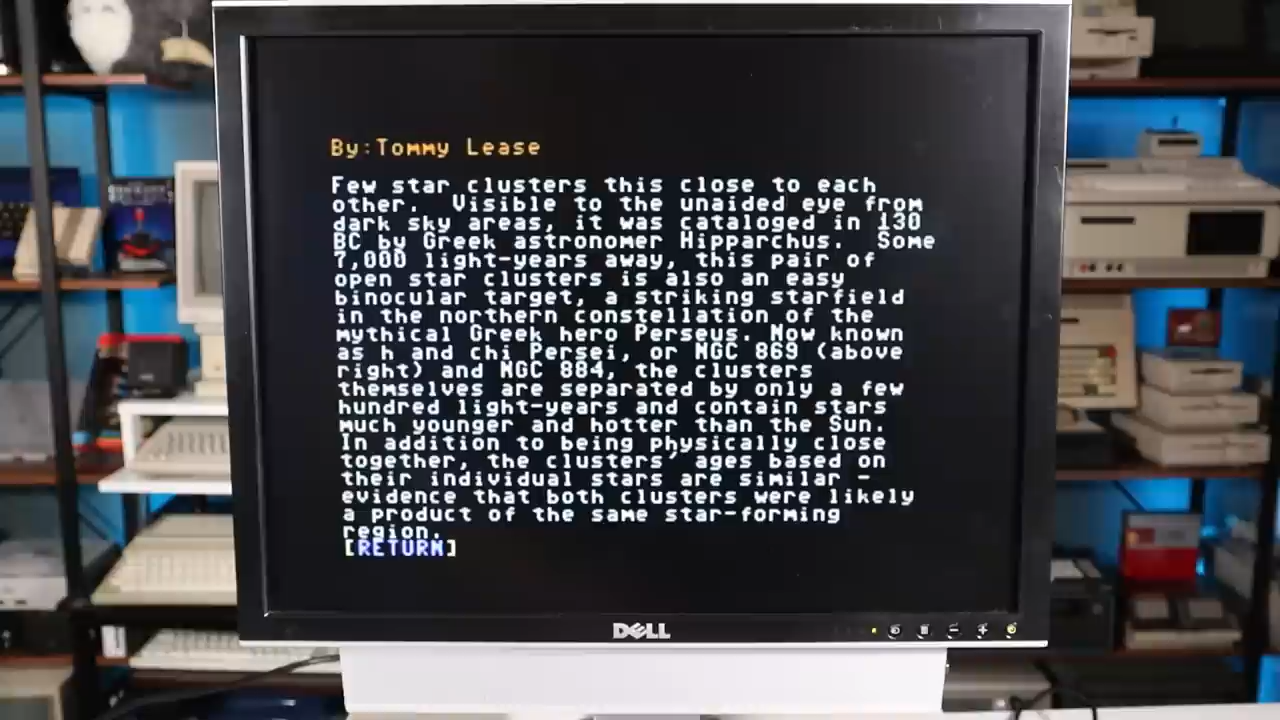 By:Tommy Lease
Few star clusters this close to each
other.  Visible to the unaided eye from
dark sky areas, it was cataloged in 130
BC by Greek astronomer Hipparchus.  Some
7,000 light-years away, this pair of
open star clusters is also an easy
binocular target, a striking starfield
in the northern constellation of the
mythical Greek hero Perseus. Now known
as h and chi Persei, or NGC 869 (above
right) and NGC 884, the clusters
themselves are separated by only a few
hundred light-years and contain stars
much younger and hotter than the Sun.
In addition to being physically close
together, the clusters’ ages based on
their individual stars are similar -
evidence that both clusters were likely
a product of the same star-forming
region.
[RETURN]
DELL